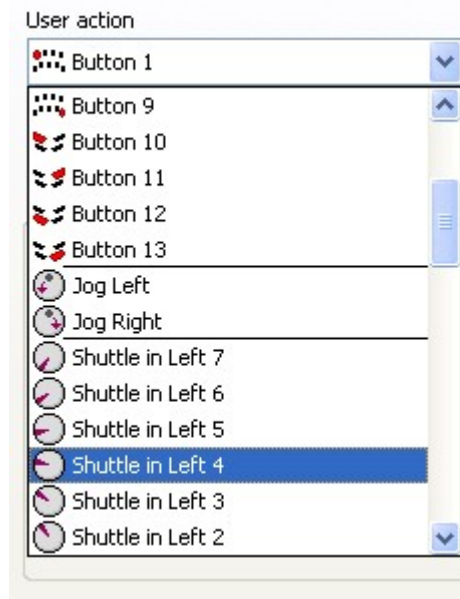 User action
Button 1
Button 9
Button 10
Button 11
Button 12
Button 13
Jog Left
Jog Right
Shuttle in Left 7
Shuttle in Left 6
Shuttle in Left 5
Shuttle in Left 4
Shuttle in Left 3
Shuttle in Left 2